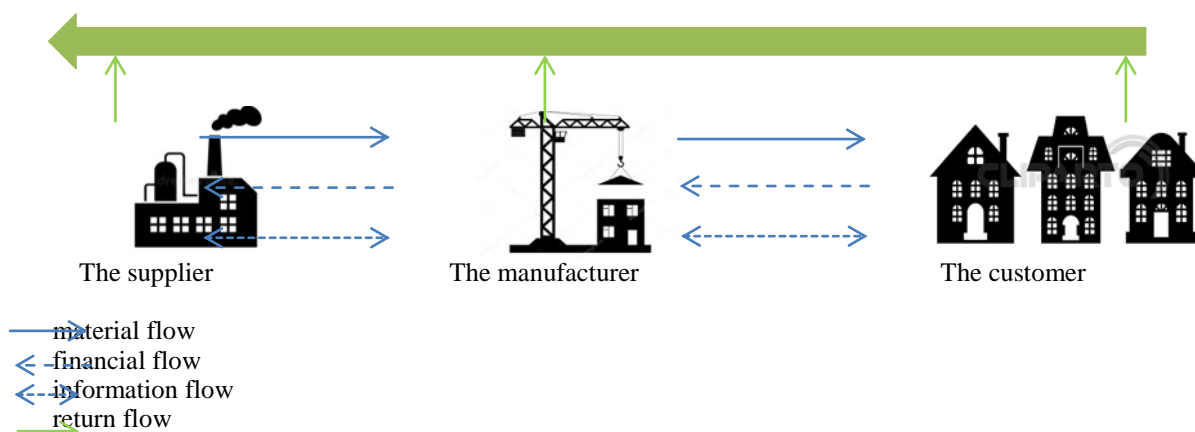 The supplier
The manufacturer
The customer
material flow
financial flow
information flow
return flow